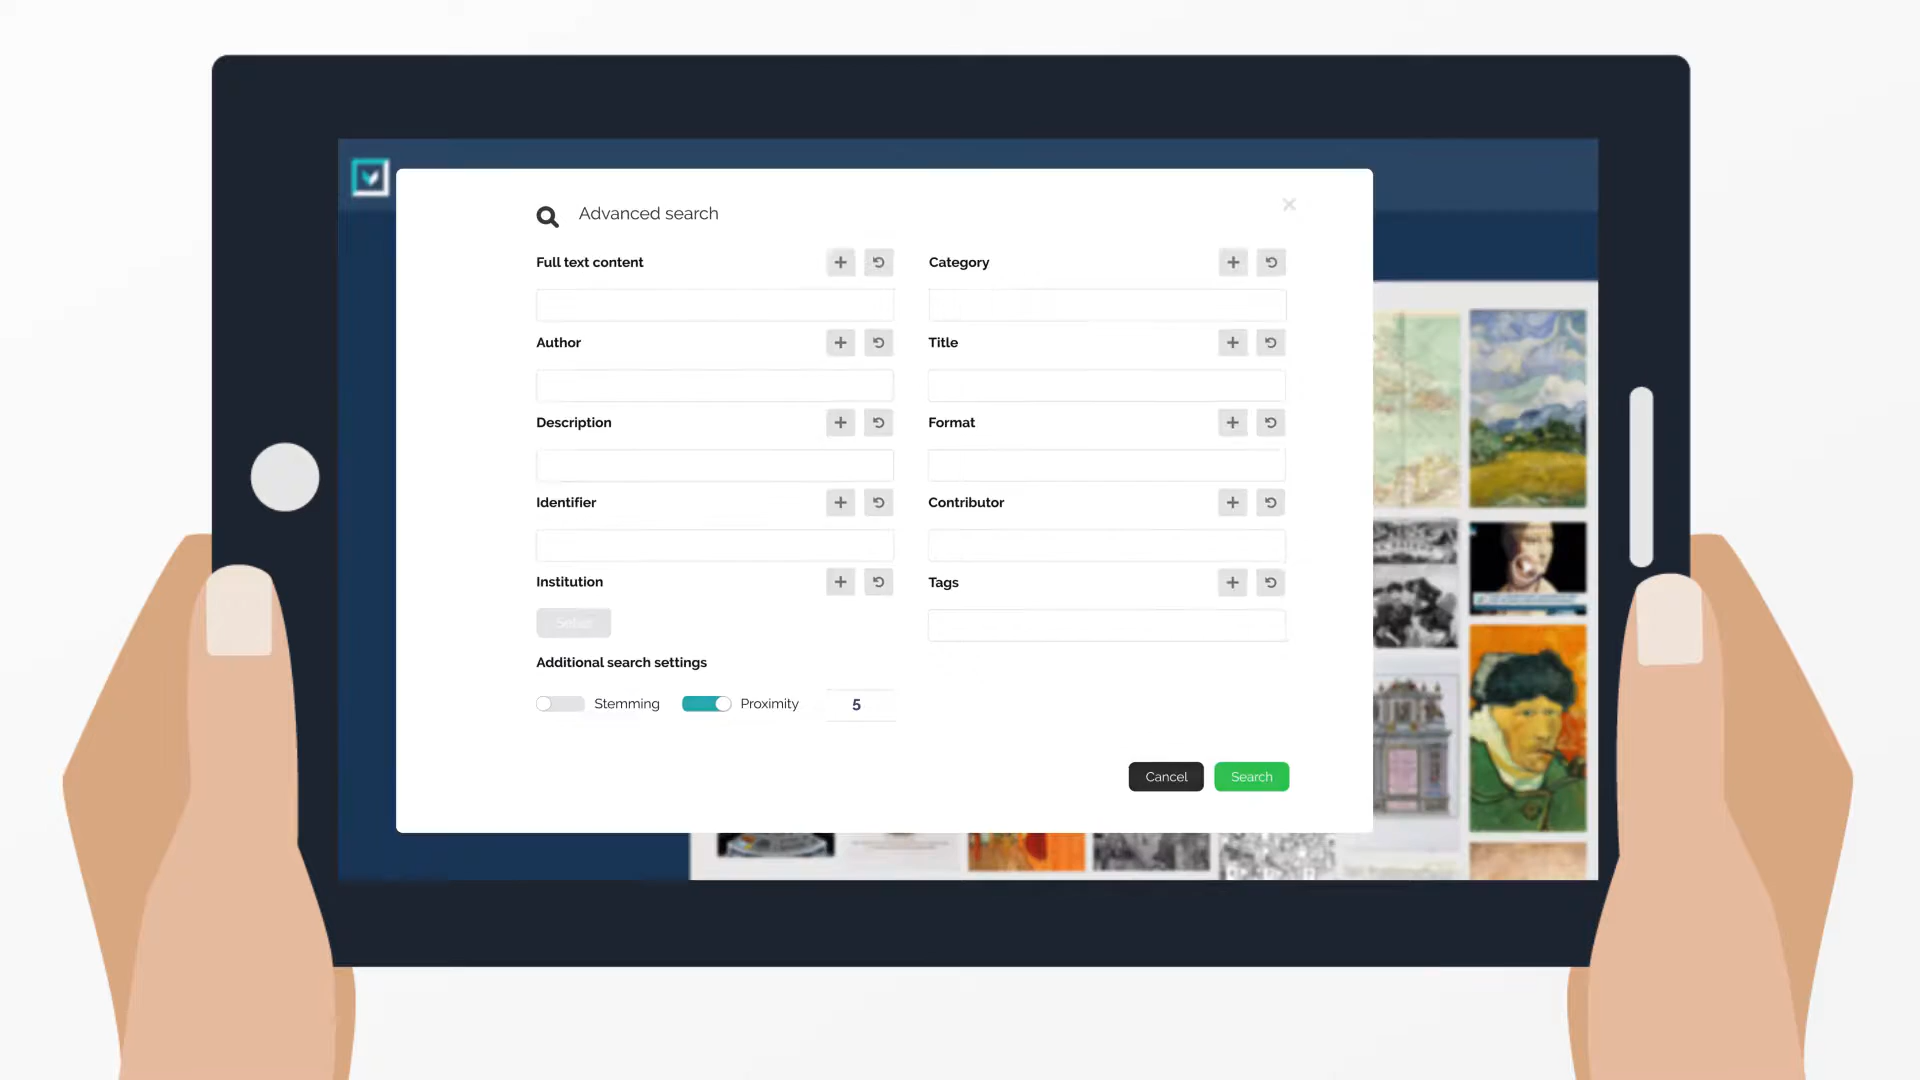 Advanced search
Full text content
Category
Author
Title
Description
Format
Identifier
Contributor
Institution
Tags
Additional search settings
Stemming
Proximity
5
Cancel
Search